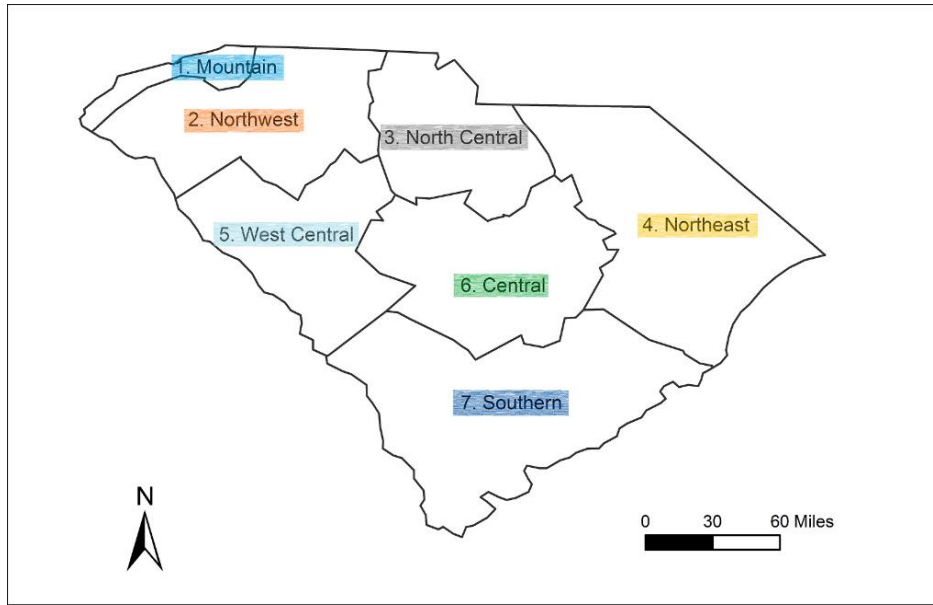 1. Mountain
2. Northwest
3. North Central
4. Northeast
5. West Central
6. Central
7. Southern
N
0 30 60 Miles